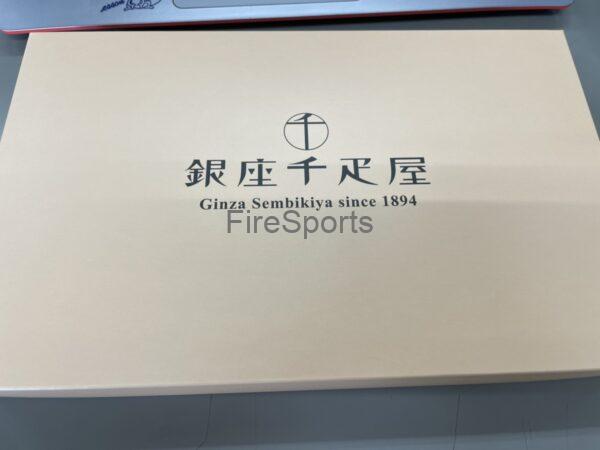 千
銀座千疋屋
Ginza Sembikiya since 1894
FireSports